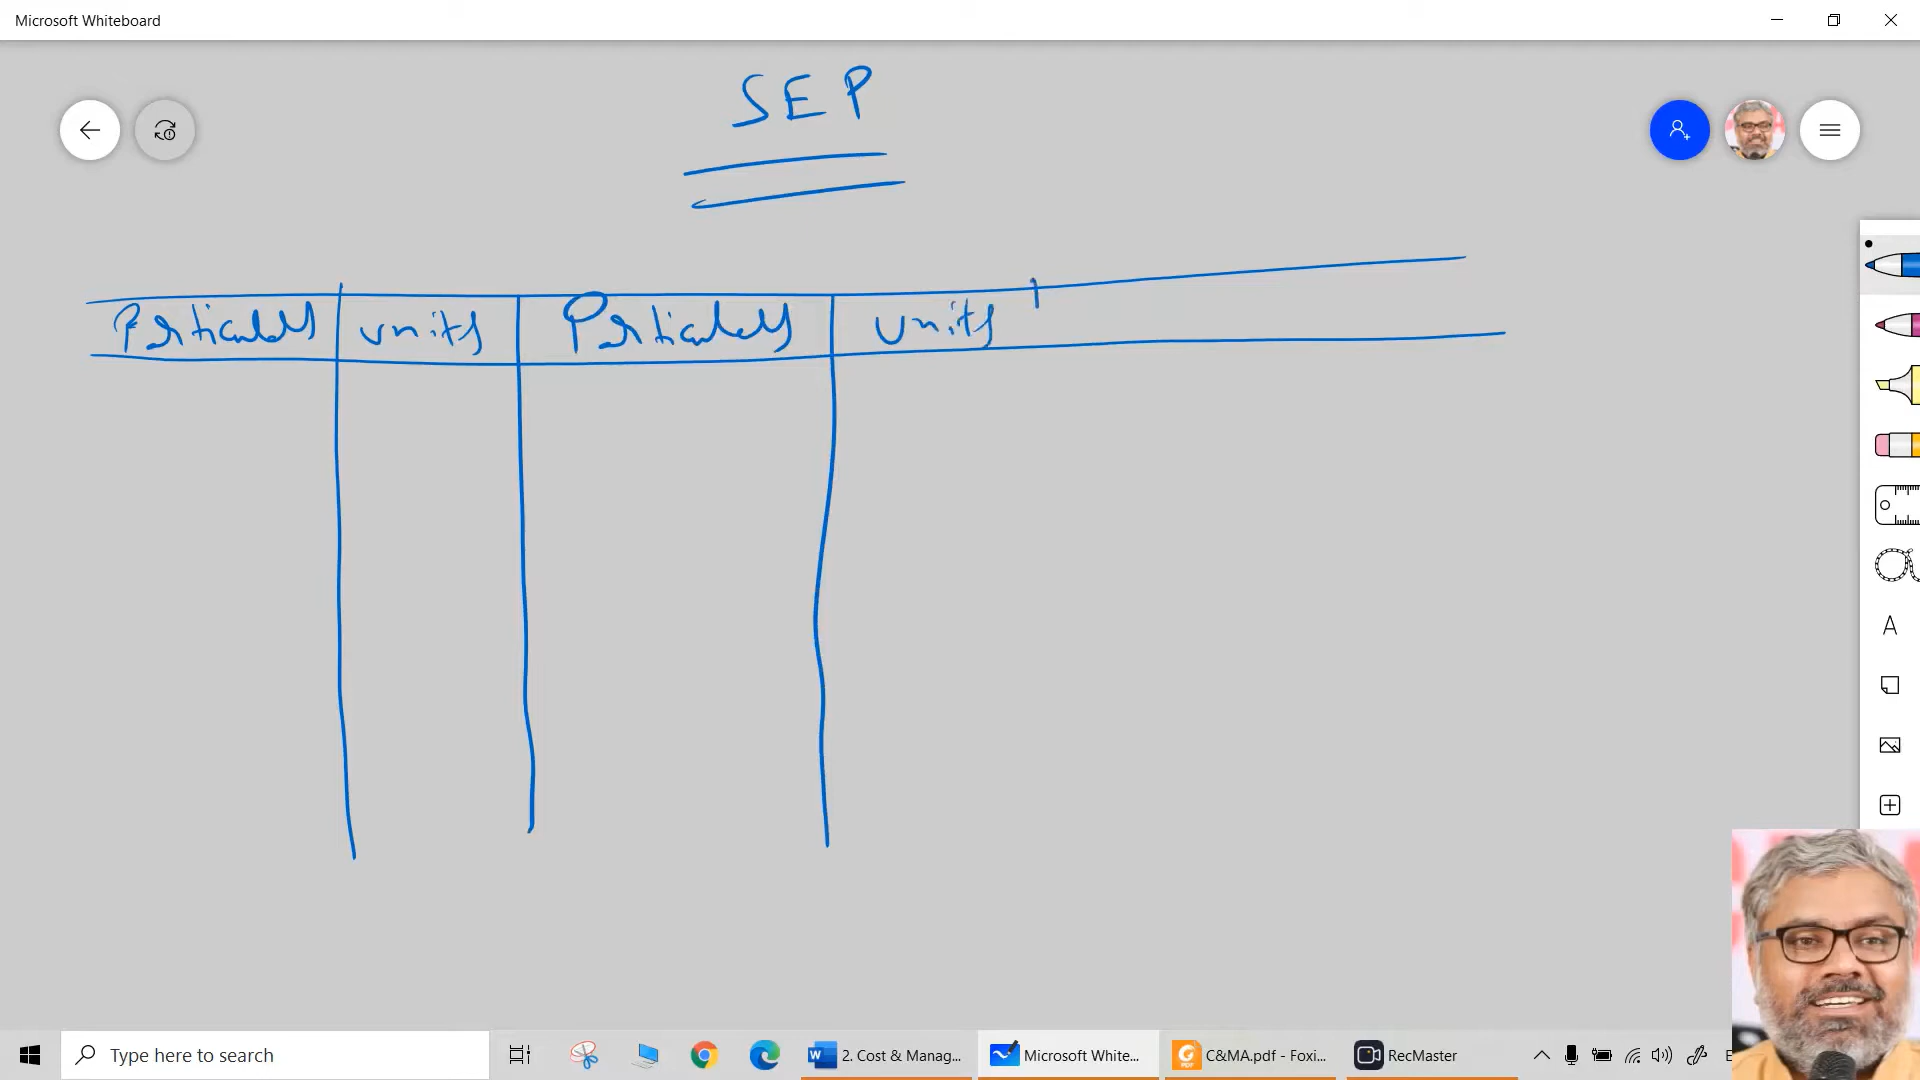 Microsoft Whiteboard
SEP
Particulars units Particulars units
A
Type here to search
2. Cost & Manag...
Microsoft White...
C&MA.pdf - Foxi...
RecMaster